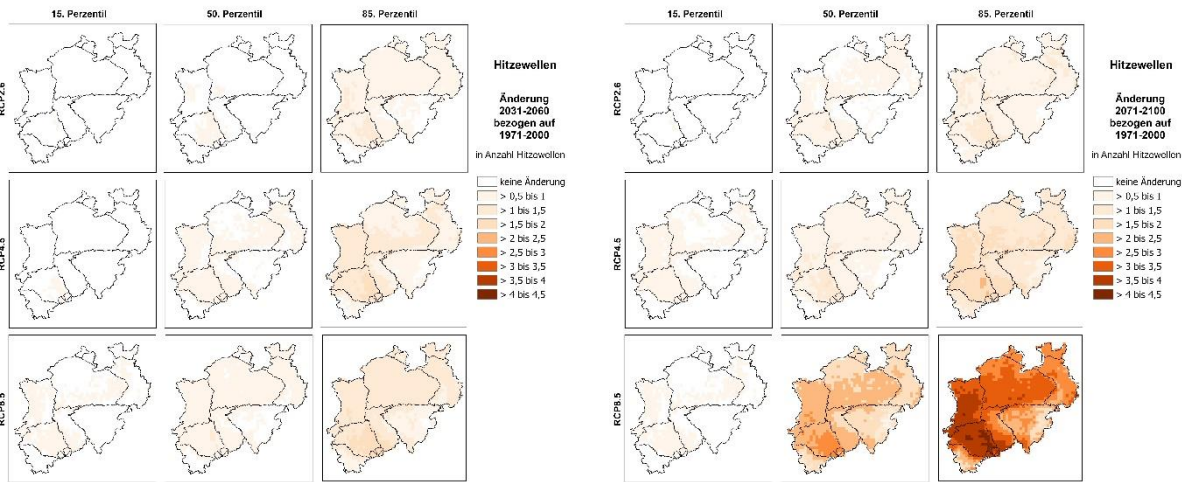 15. Perzentil
50. Perzentil
85. Perzentil
RCP2.6
RCP4.5
RCP8.5
Hitzewellen
Änderung
2031-2060
bezogen auf
1971-2000
in Anzahl Hitzewellen
keine Änderung
> 0,5 bis 1
> 1 bis 1,5
> 1,5 bis 2
> 2 bis 2,5
> 2,5 bis 3
> 3 bis 3,5
> 3,5 bis 4
> 4 bis 4,5
15. Perzentil
50. Perzentil
85. Perzentil
RCP2.6
RCP4.5
RCP8.5
Hitzewellen
Änderung
2071-2100
bezogen auf
1971-2000
in Anzahl Hitzewellen
keine Änderung
> 0,5 bis 1
> 1 bis 1,5
> 1,5 bis 2
> 2 bis 2,5
> 2,5 bis 3
> 3 bis 3,5
> 3,5 bis 4
> 4 bis 4,5